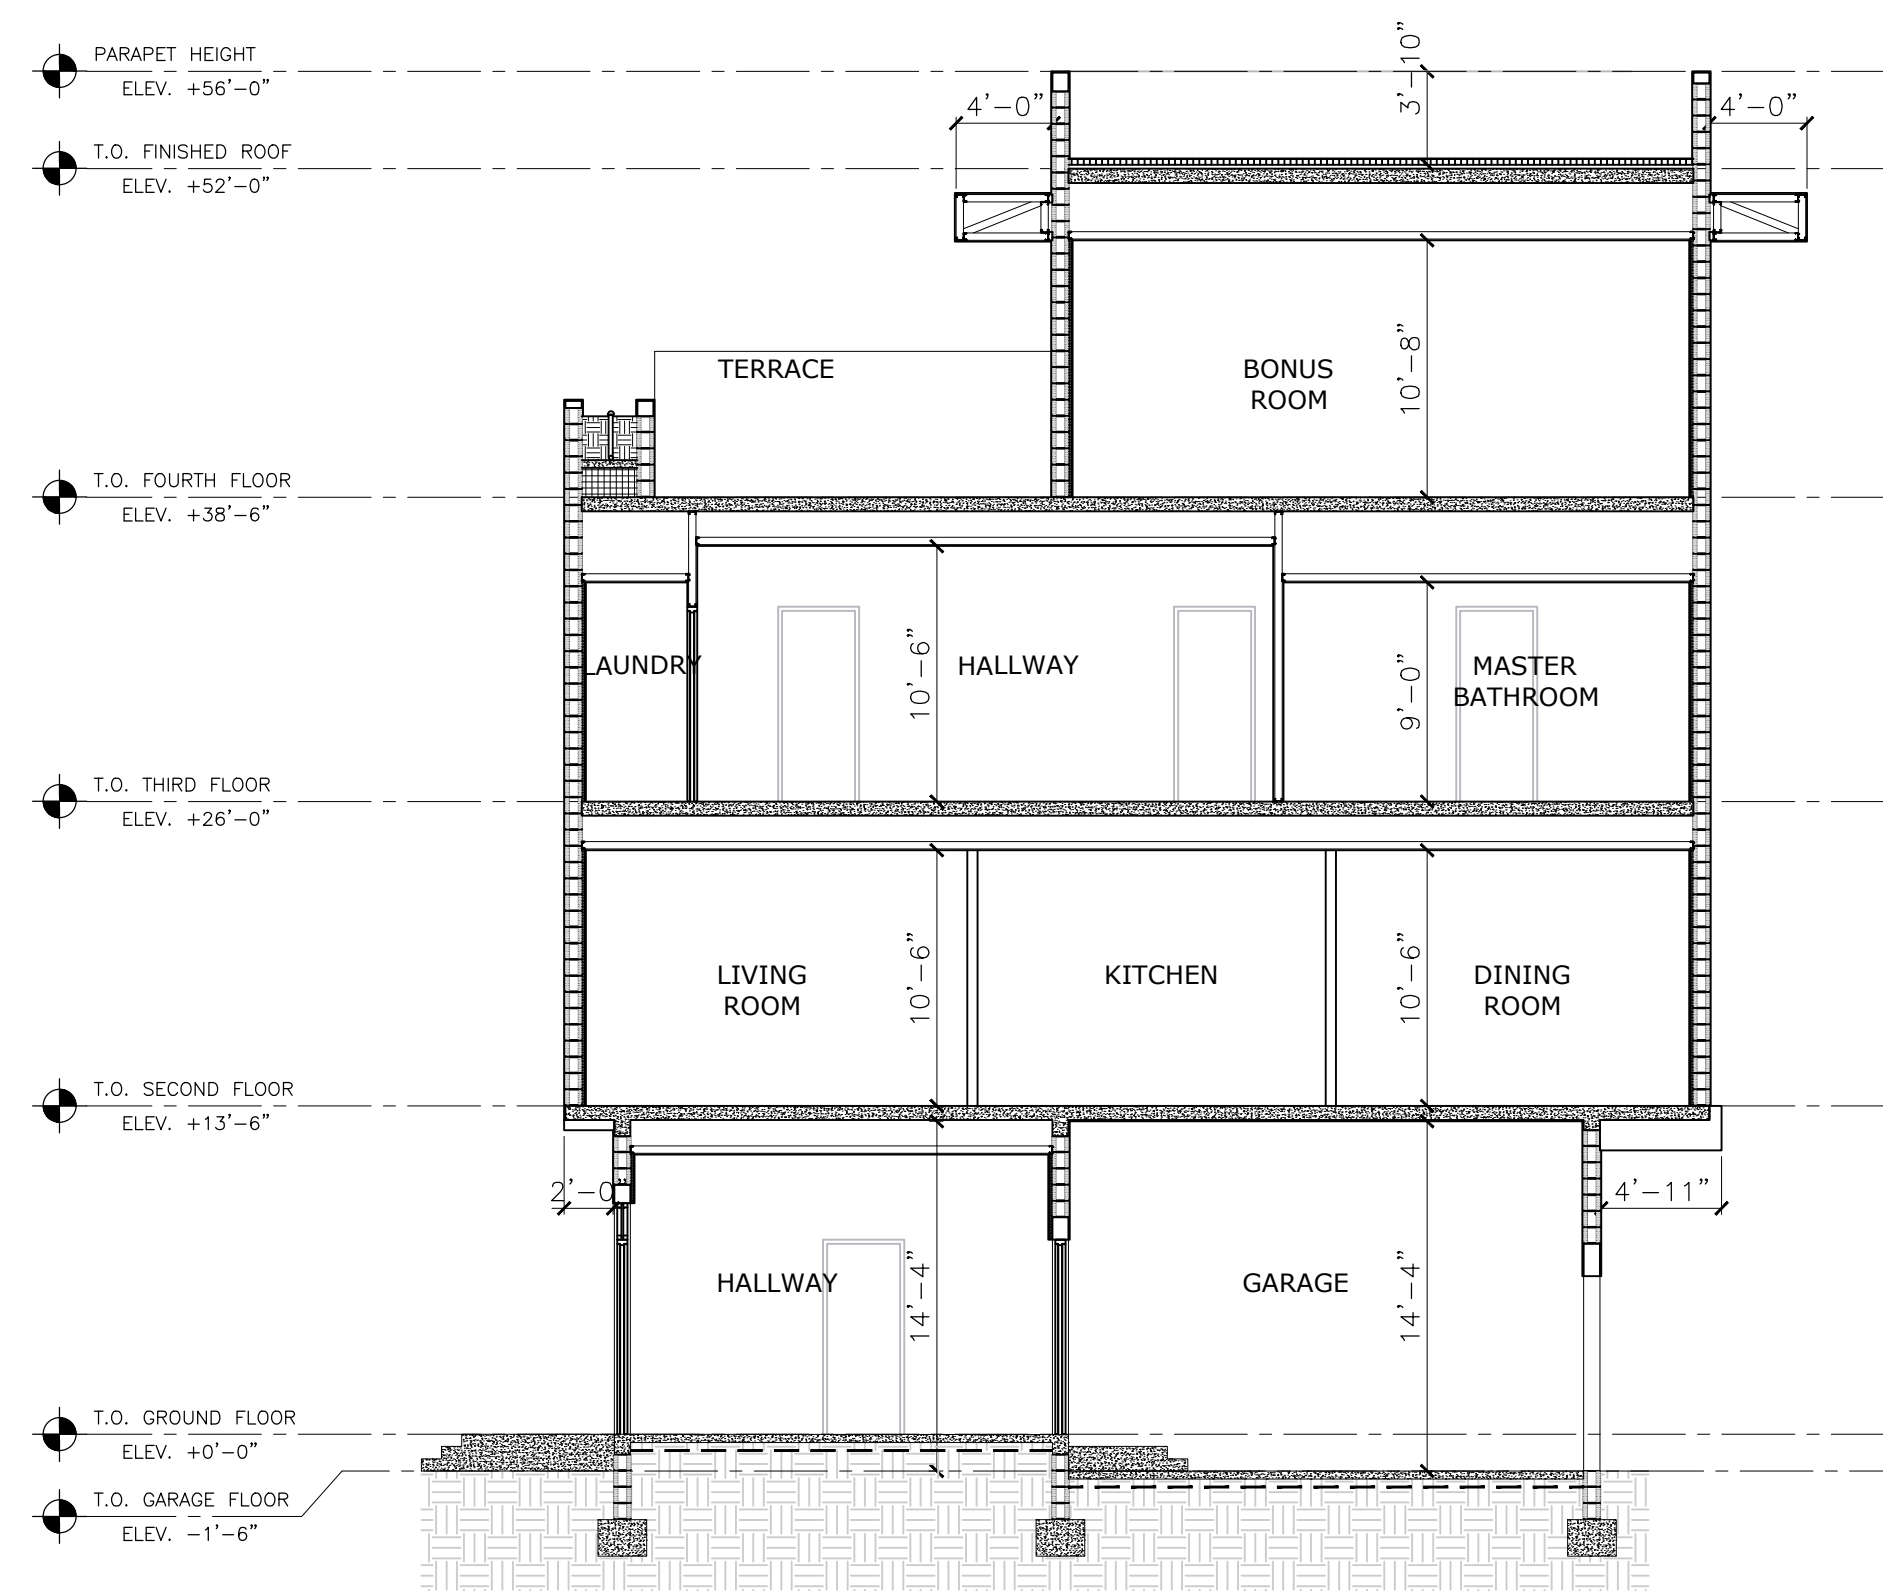 PARAPET HEIGHT
ELEV. +56'-0"
T.O. FINISHED ROOF
ELEV. +52'-0"
4'-0"
3'-10"
4'-0"
TERRACE
BONUS
ROOM
10'-8"
T.O. FOURTH FLOOR
ELEV. +38'-6"
LAUNDRY
10'-6"
HALLWAY
9'-0"
MASTER
BATHROOM
T.O. THIRD FLOOR
ELEV. +26'-0"
LIVING
ROOM
10'-6"
KITCHEN
10'-6"
DINING
ROOM
T.O. SECOND FLOOR
ELEV. +13'-6"
2'-0"
4'-11"
HALLWAY
14'-4"
GARAGE
14'-4"
T.O. GROUND FLOOR
ELEV. +0'-0"
T.O. GARAGE FLOOR
ELEV. -1'-6"